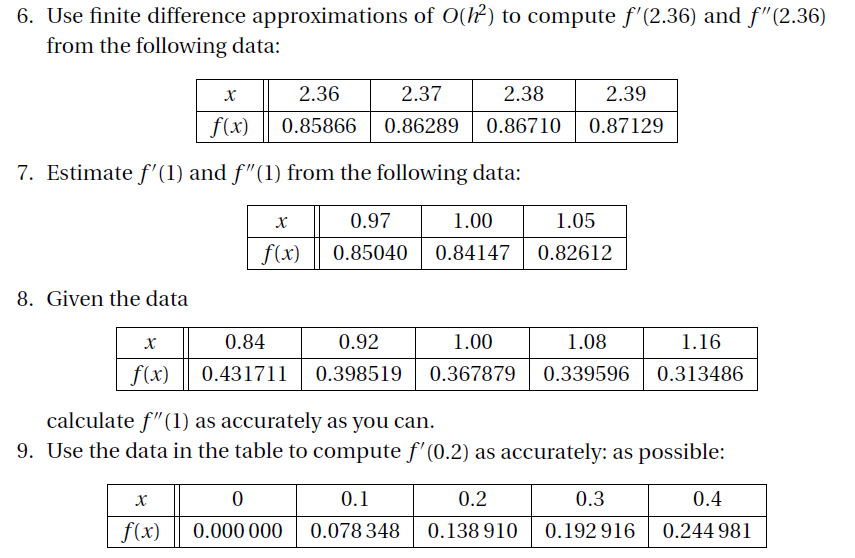 6. Use finite difference approximations of O(h²) to compute f′(2.36) and f″(2.36)
from the following data:
x 2.36 2.37 2.38 2.39
f(x) 0.85866 0.86289 0.86710 0.87129
7. Estimate f′(1) and f″(1) from the following data:
x 0.97 1.00 1.05
f(x) 0.85040 0.84147 0.82612
8. Given the data
x 0.84 0.92 1.00 1.08 1.16
f(x) 0.431711 0.398519 0.367879 0.339596 0.313486
calculate f″(1) as accurately as you can.
9. Use the data in the table to compute f′(0.2) as accurately: as possible:
x 0 0.1 0.2 0.3 0.4
f(x) 0.000 000 0.078 348 0.138 910 0.192 916 0.244 981